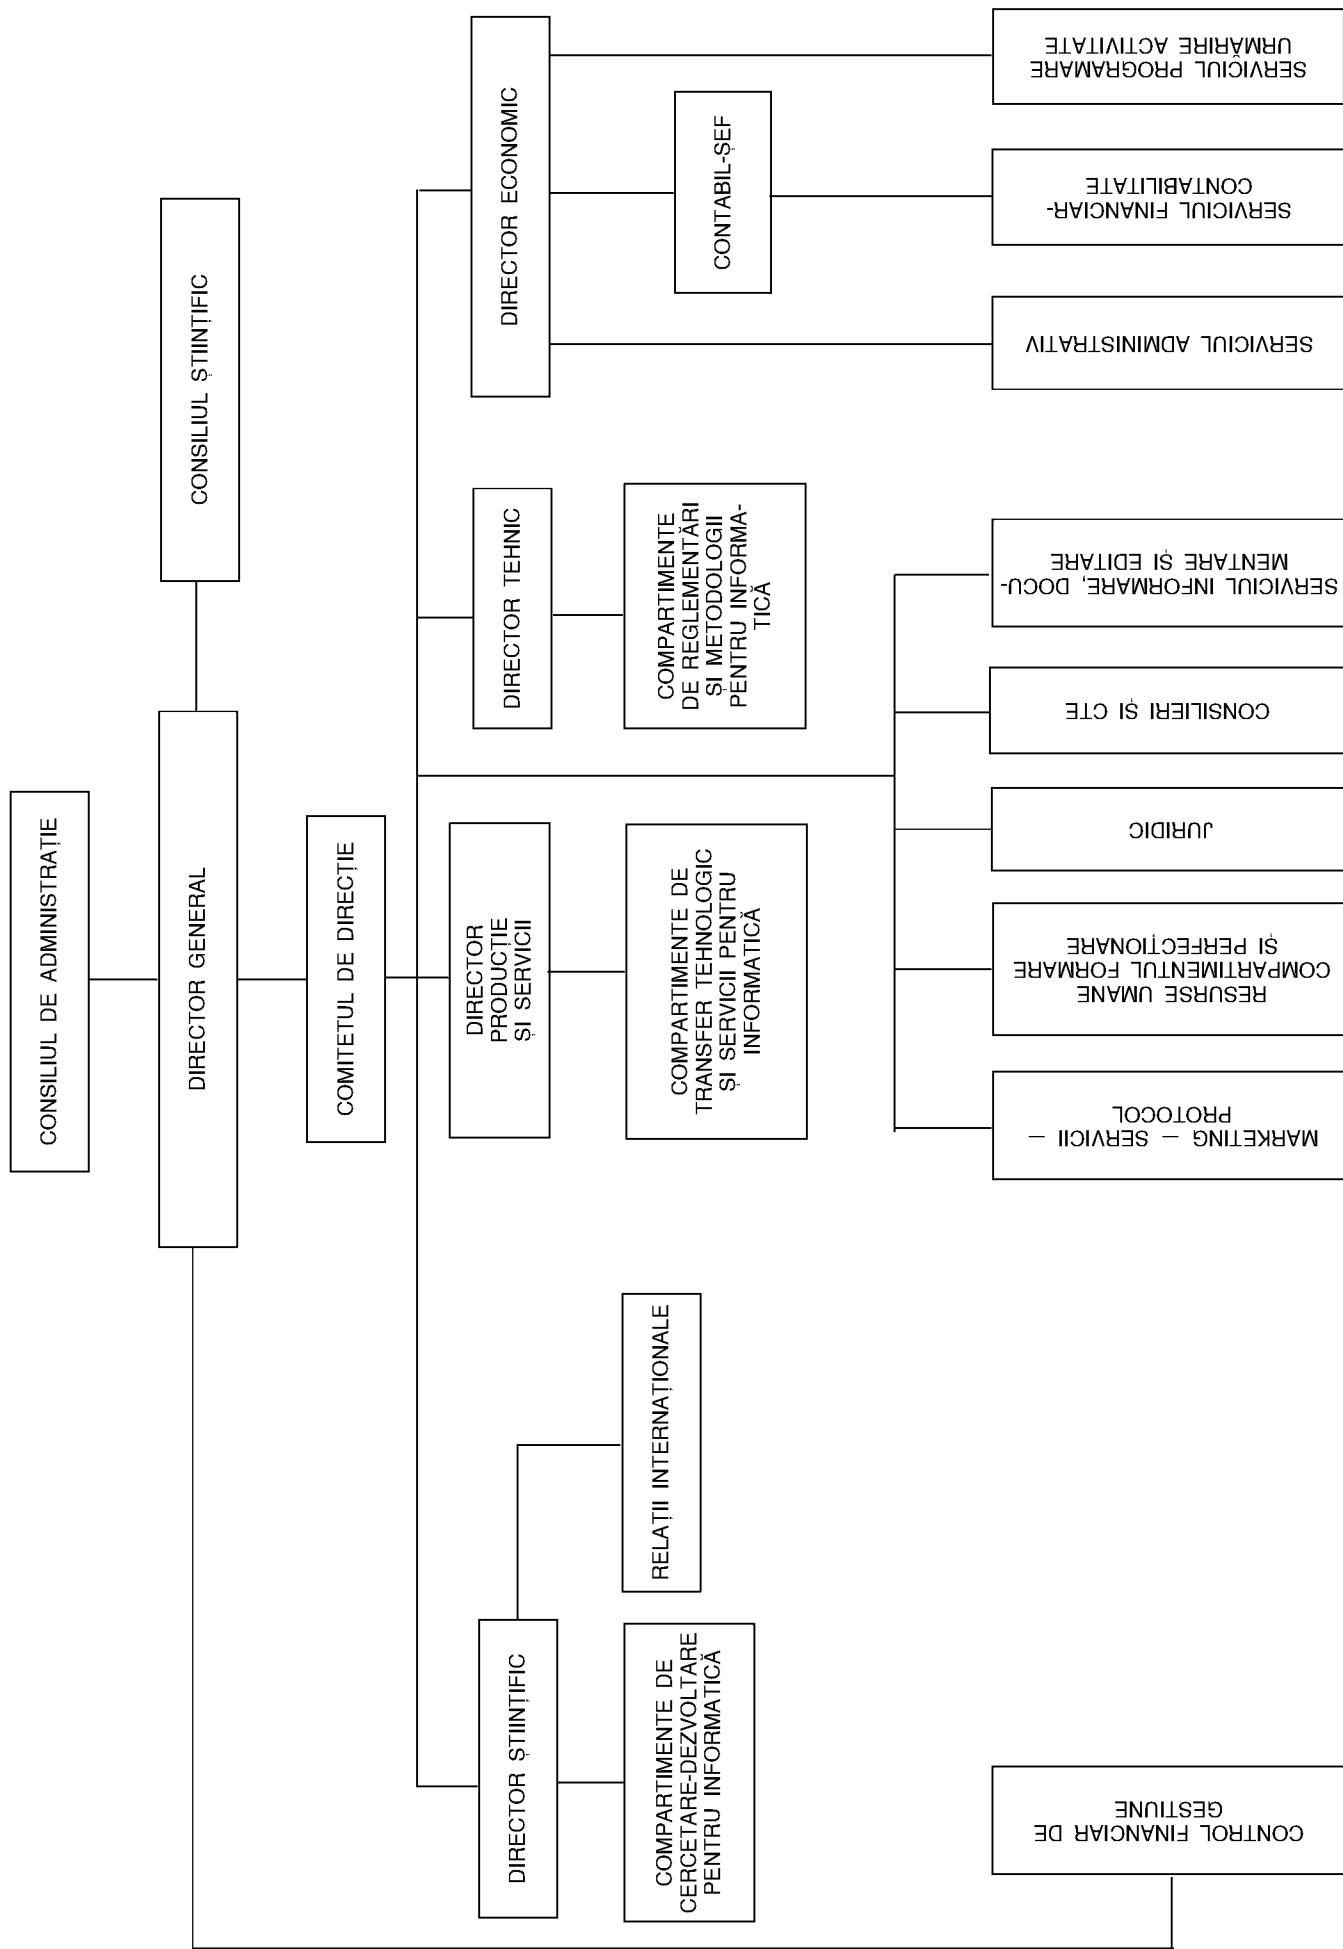 CONSILIUL DE ADMINISTRAȚIE
DIRECTOR GENERAL
CONSILIUL ȘTIINȚIFIC
COMITETUL DE DIRECȚIE
DIRECTOR ȘTIINȚIFIC
DIRECTOR
PRODUCȚIE
ȘI SERVICII
DIRECTOR TEHNIC
DIRECTOR ECONOMIC
COMPARTIMENTE DE
CERCETARE-DEZVOLTARE
PENTRU INFORMATICĂ
RELAȚII INTERNAȚIONALE
COMPARTIMENTE DE
TRANSFER TEHNOLOGIC
ȘI SERVICII PENTRU
INFORMATICĂ
COMPARTIMENTE
DE REGLEMENTĂRI
ȘI METODOLOGII
PENTRU INFORMA-
TICĂ
CONTABIL-ȘEF
CONTROL FINANCIAR DE
GESTIUNE
MARKETING — SERVICII —
PROTOCOL
RESURSE UMANE
COMPARTIMENTUL FORMARE
ȘI PERFECȚIONARE
JURIDIC
CONSILIERI ȘI CTE
SERVICIUL INFORMARE, DOCU-
MENTARE ȘI EDITARE
SERVICIUL ADMINISTRATIV
SERVICIUL FINANCIAR-
CONTABILITATE
SERVICIUL PROGRAMARE
URMĂRIRE ACTIVITATE